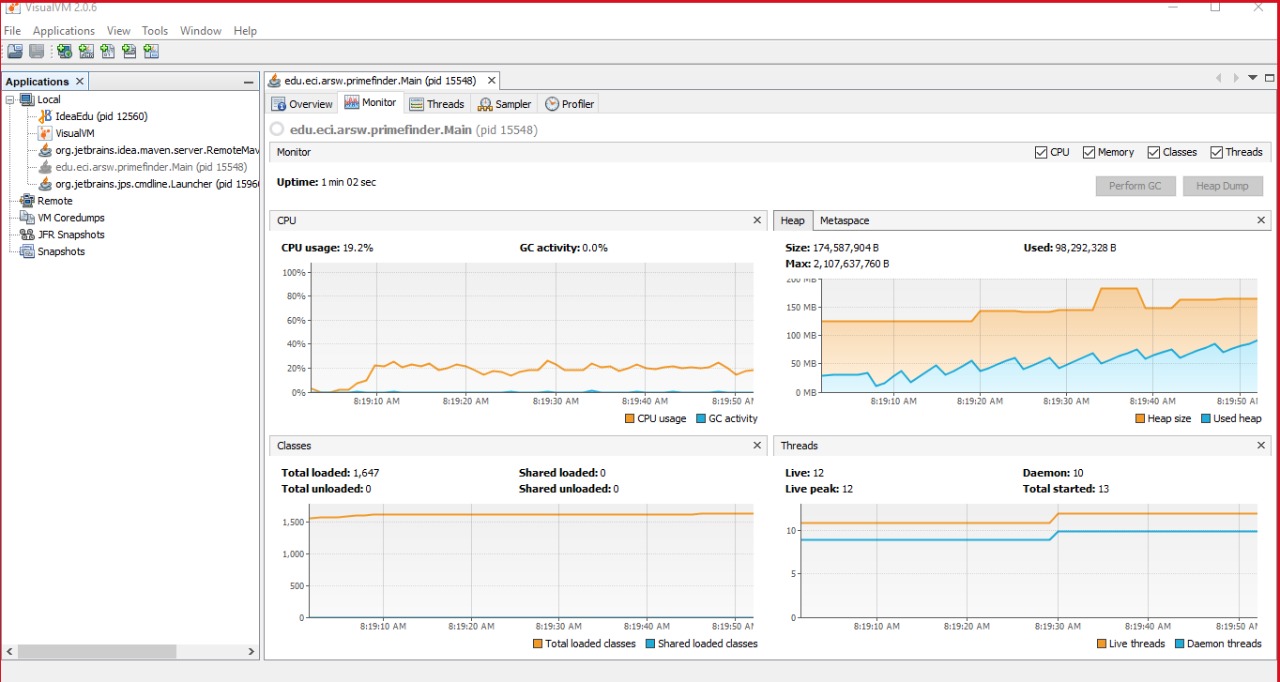 VisualVM 2.0.6
File Applications View Tools Window Help
Applications
Local
IdeaEdu (pid 12560)
VisualVM
org.jetbrains.idea.maven.server.RemoteMav
edu.eci.arsw.primefinder.Main (pid 15548)
org.jetbrains.jps.cmdline.Launcher (pid 1596
Remote
VM Coredumps
JFR Snapshots
Snapshots
edu.eci.arsw.primefinder.Main (pid 15548)
Overview Monitor Threads Sampler Profiler
edu.eci.arsw.primefinder.Main (pid 15548)
Monitor CPU Memory Classes Threads
Uptime: 1 min 02 sec Perform GC Heap Dump
CPU
CPU usage: 19.2% GC activity: 0.0%
100%
80%
60%
40%
20%
0%
8:19:10 AM 8:19:20 AM 8:19:30 AM 8:19:40 AM 8:19:50 AM
CPU usage GC activity
Heap Metaspace
Size: 174,587,904 B Used: 98,292,328 B
Max: 2,107,637,760 B
200 MB
150 MB
100 MB
50 MB
0 MB
8:19:10 AM 8:19:20 AM 8:19:30 AM 8:19:40 AM 8:19:50 AM
Heap size Used heap
Classes
Total loaded: 1,647 Shared loaded: 0
Total unloaded: 0 Shared unloaded: 0
1,500
1,000
500
0
8:19:10 AM 8:19:20 AM 8:19:30 AM 8:19:40 AM 8:19:50 AM
Total loaded classes Shared loaded classes
Threads
Live: 12 Daemon: 10
Live peak: 12 Total started: 13
10
5
0
8:19:10 AM 8:19:20 AM 8:19:30 AM 8:19:40 AM 8:19:50 AM
Live threads Daemon threads